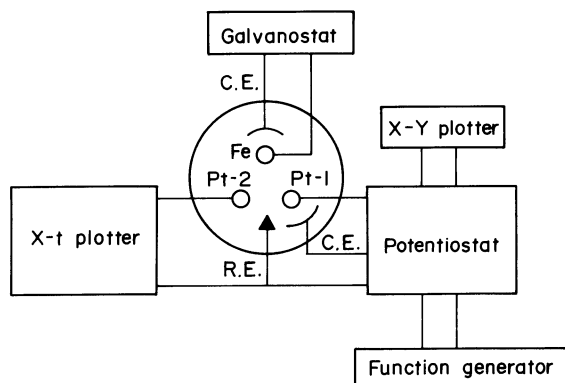 Galvanostat
C.E.
X-Y plotter
Fe
Pt-2
Pt-1
X-t plotter
C.E.
Potentiostat
R.E.
Function generator